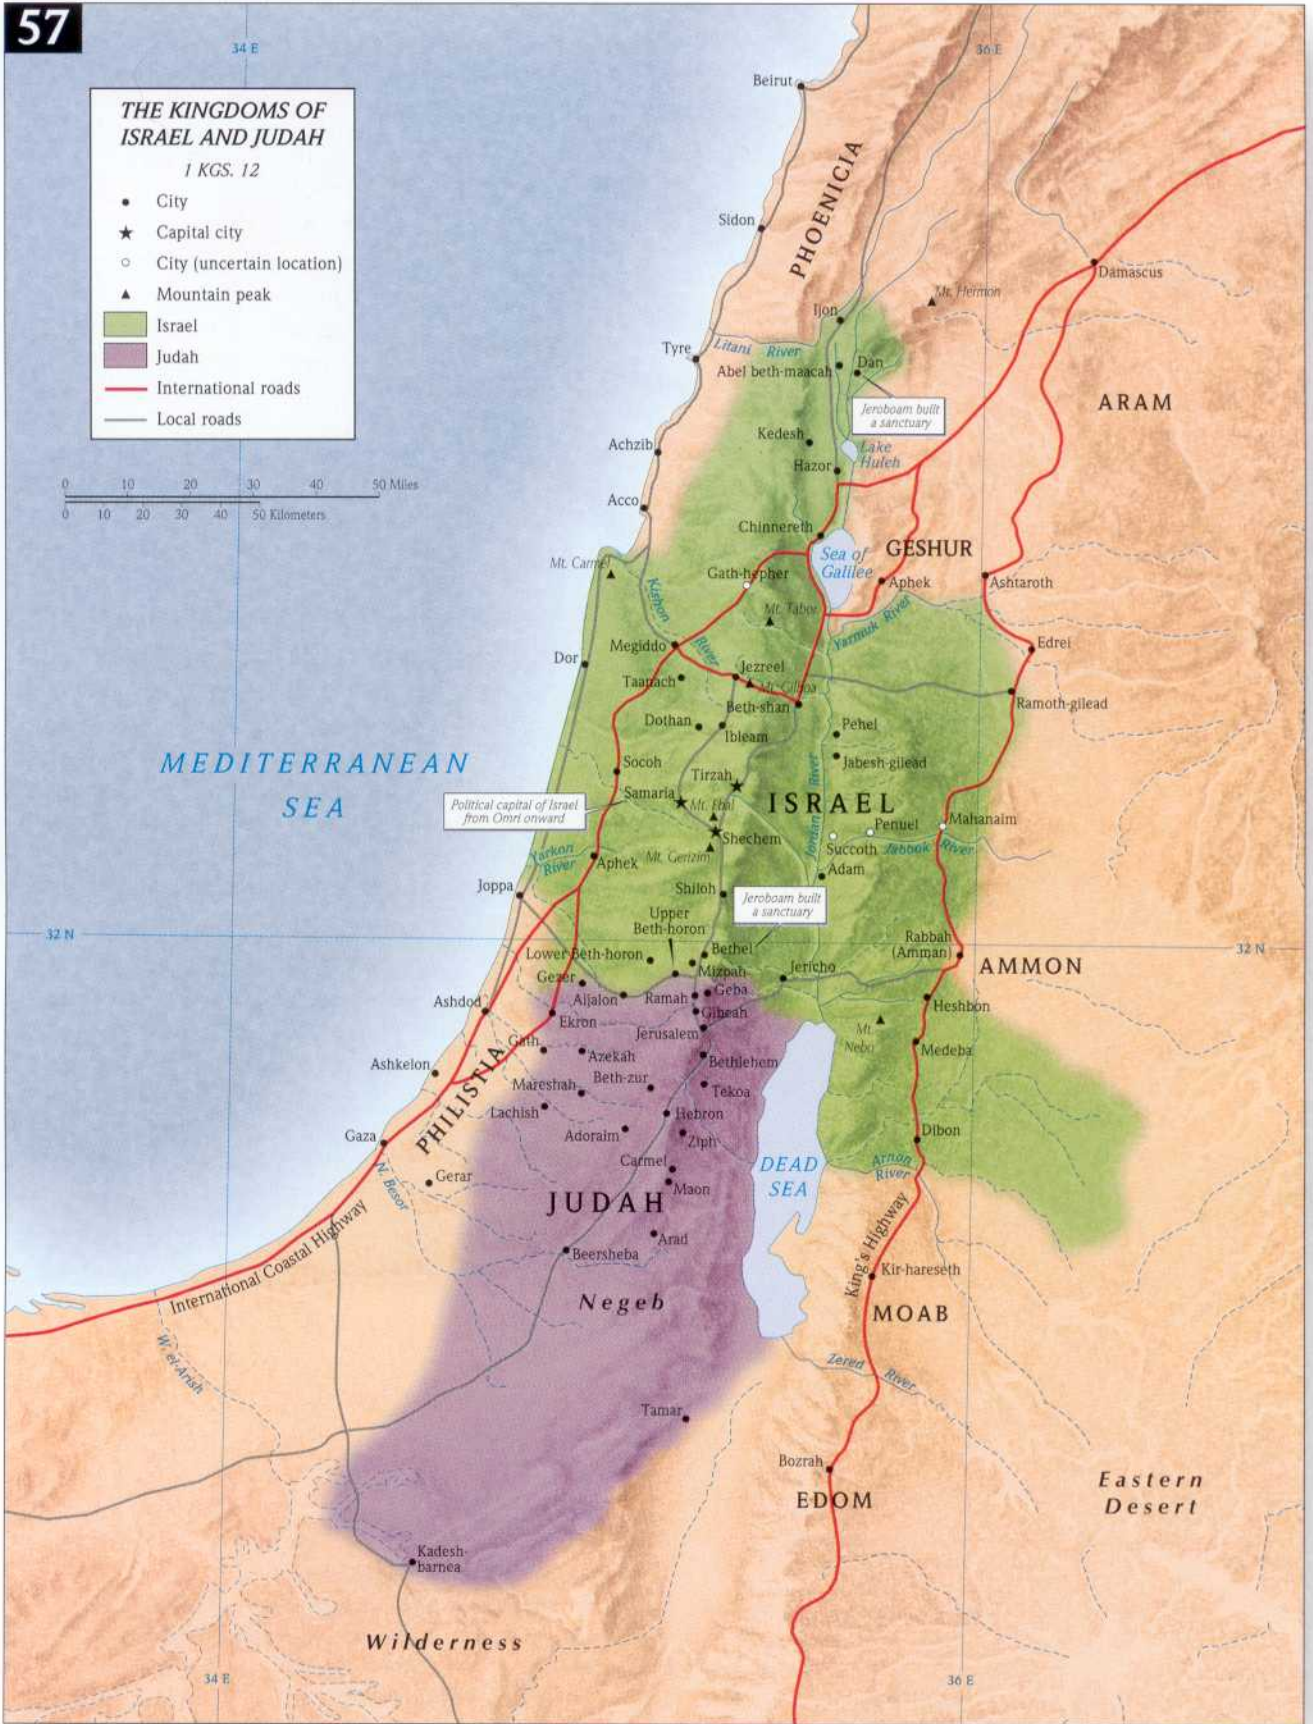 57
34 E
36 E
THE KINGDOMS OF
ISRAEL AND JUDAH
1 KGS. 12
City
Capital city
City (uncertain location)
Mountain peak
Israel
Judah
International roads
Local roads
0 10 20 30 40 50 Miles
0 10 20 30 40 50 Kilometers
Beirut
PHOENICIA
Sidon
Damascus
Mt. Hermon
Ijon
Tyre
Litani River
Abel beth-maacah
Dan
ARAM
Jeroboam built
a sanctuary
Kedesh
Achzib
Lake
Huleh
Hazor
Acco
Chinnereth
Sea of
Galilee
GESHUR
Mt. Carmel
Gath-hepher
Aphek
Ashtaroth
Kishon
River
Mt. Tabor
Yarmuk River
Megiddo
Edrei
Dor
Jezreel
Taanach
Mt. Gilboa
Beth-shan
Ramoth-gilead
Dothan
Ibleam
Pehel
MEDITERRANEAN
SEA
Socoh
Jabesh-gilead
Tirzah
Samaria
Political capital of Israel
from Omri onward
Mt. Ebal
ISRAEL
Jordan River
Mahanaim
Penuel
Shechem
Succoth
Jabbok River
Yarkon
River
Aphek
Mt. Gerizim
Adam
Joppa
Shiloh
Jeroboam built
a sanctuary
Upper
Beth-horon
32 N
32 N
Rabbah
(Amman)
Lower Beth-horon
Bethel
AMMON
Mizpah
Jericho
Gezer
Ashdod
Aijalon
Ramah
Geba
Heshbon
Gibeah
Ekron
Jerusalem
Mt.
Nebo
Gath
Azekah
Medeba
Ashkelon
PHILISTIA
Bethlehem
Mareshah
Beth-zur
Tekoa
Lachish
Hebron
Gaza
Adoraim
Ziph
Dibon
Carmel
DEAD
SEA
Arnon
River
Gerar
N. Besor
Maon
JUDAH
Arad
Beersheba
King's Highway
International Coastal Highway
Kir-hareseth
Negeb
MOAB
W. el-Arish
Zered River
Tamar
Bozrah
Eastern
Desert
EDOM
Kadesh-
barnea
Wilderness
34 E
36 E